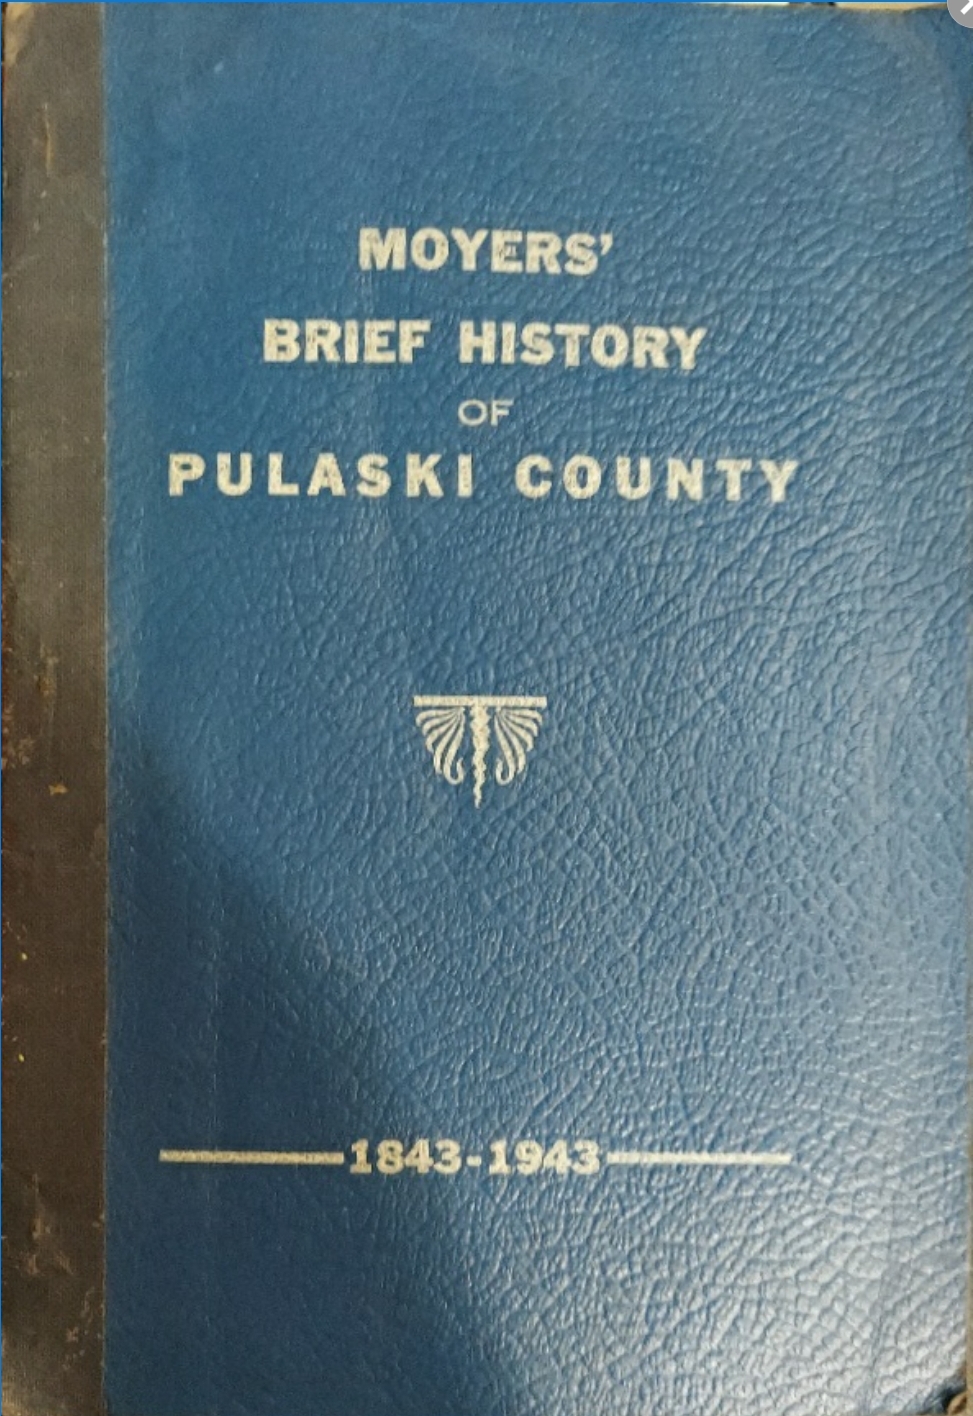 MOYERS'
BRIEF HISTORY
OF
PULASKI COUNTY
1843-1943